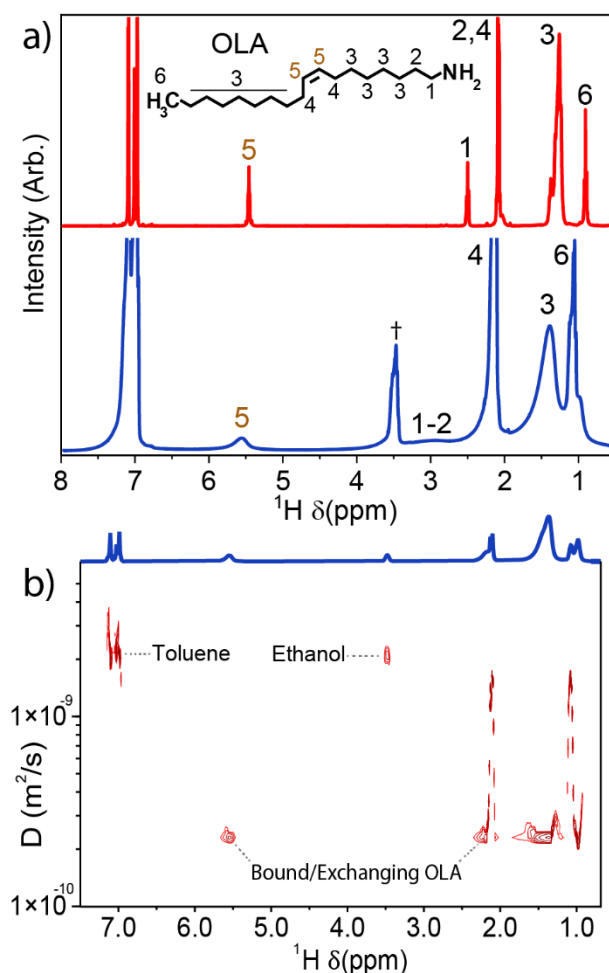 a)
OLA
6 3 5 5 3 3 2
H₃C 4 4 3 3 1 NH₂
2,4
3
1
6
5
Intensity (Arb.)
4
6
3
†
1-2
5
8 7 6 5 4 3 2 1
¹H δ(ppm)
b)
Toluene
Ethanol
Bound/Exchanging OLA
D (m²/s)
1×10⁻⁹
1×10⁻¹⁰
7.0 6.0 5.0 4.0 3.0 2.0 1.0
¹H δ(ppm)